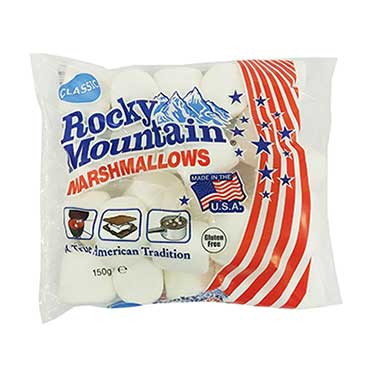 CLASSIC
Rocky
Mountain
MARSHMALLOWS
MADE IN THE
U.S.A.
Gluten
Free
A True American Tradition
150g e